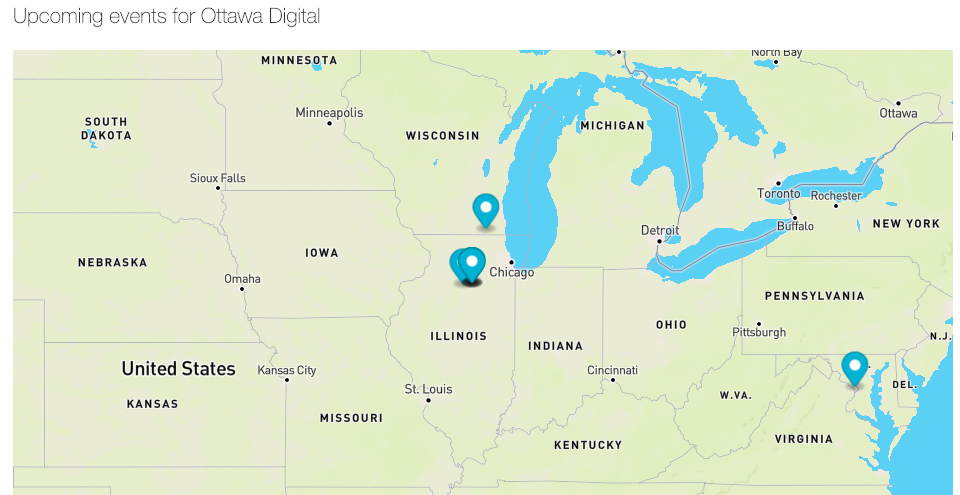 Upcoming events for Ottawa Digital
North Bay
MINNESOTA
Ottawa
Minneapolis
SOUTH
DAKOTA
WISCONSIN
MICHIGAN
Sioux Falls
Toronto
Rochester
Buffalo
NEW YORK
Detroit
IOWA
NEBRASKA
Chicago
Omaha
PENNSYLVANIA
OHIO
Pittsburgh
ILLINOIS
INDIANA
N.J.
United States
Kansas City
Cincinnati
St. Louis
DEL.
W.VA.
KANSAS
MISSOURI
KENTUCKY
VIRGINIA